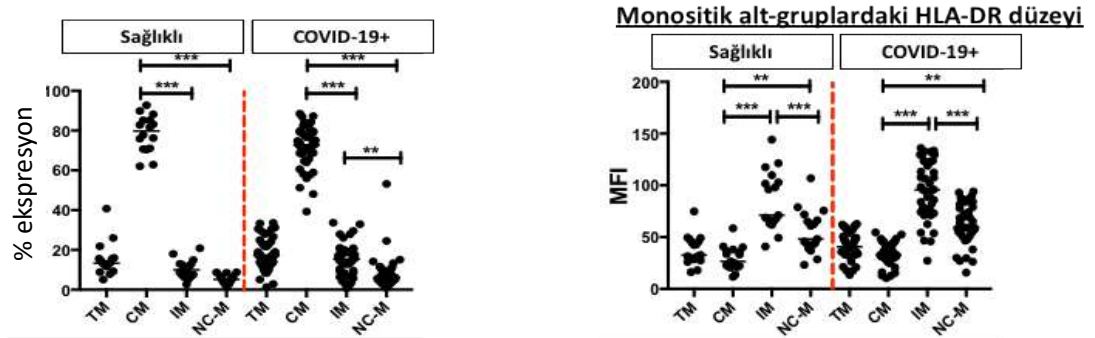 Monositik alt-gruplardaki HLA-DR düzeyi
Sağlıklı COVID-19+
*** ***
*** ***
**
100
80
60
40
20
0
% ekspresyon
TM CM IM NC-M TM CM IM NC-M
Sağlıklı COVID-19+
** **
*** *** *** ***
200
150
100
50
0
MFI
TM CM IM NC-M TM CM IM NC-M